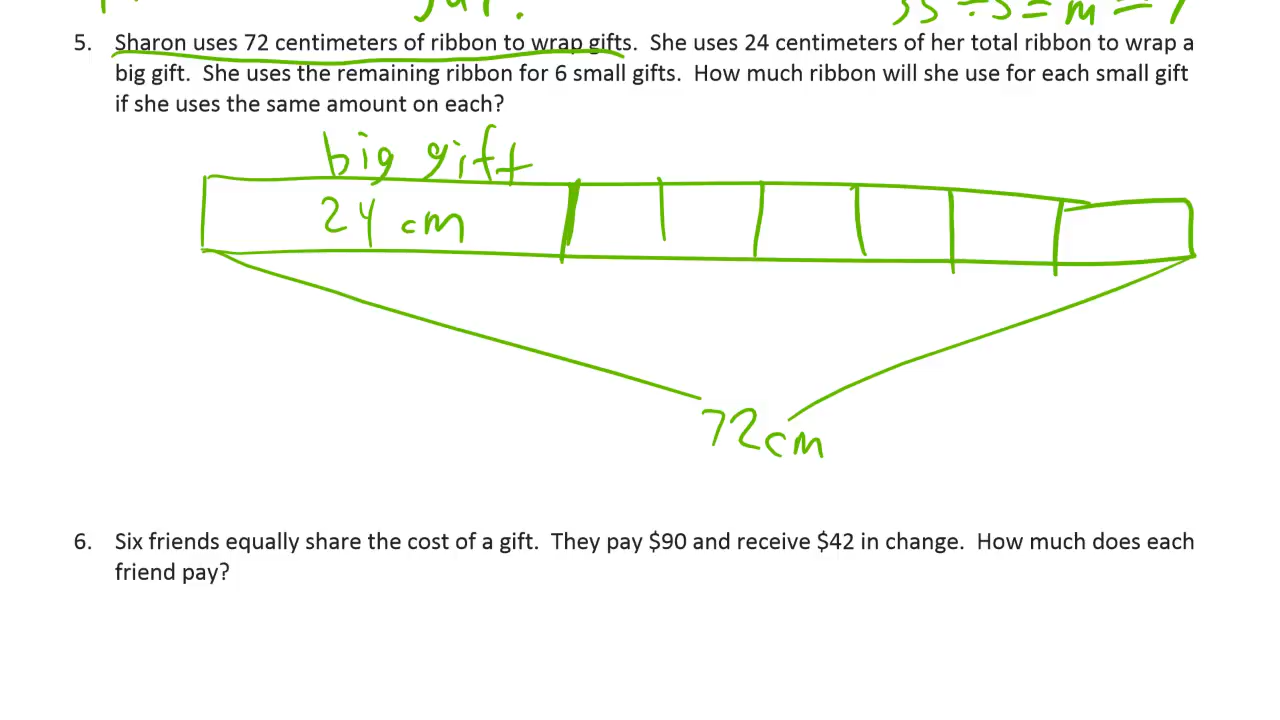 35 ÷ 5 = m = 7
5. Sharon uses 72 centimeters of ribbon to wrap gifts. She uses 24 centimeters of her total ribbon to wrap a
big gift. She uses the remaining ribbon for 6 small gifts. How much ribbon will she use for each small gift
if she uses the same amount on each?
big gift
24 cm
72cm
6. Six friends equally share the cost of a gift. They pay $90 and receive $42 in change. How much does each
friend pay?